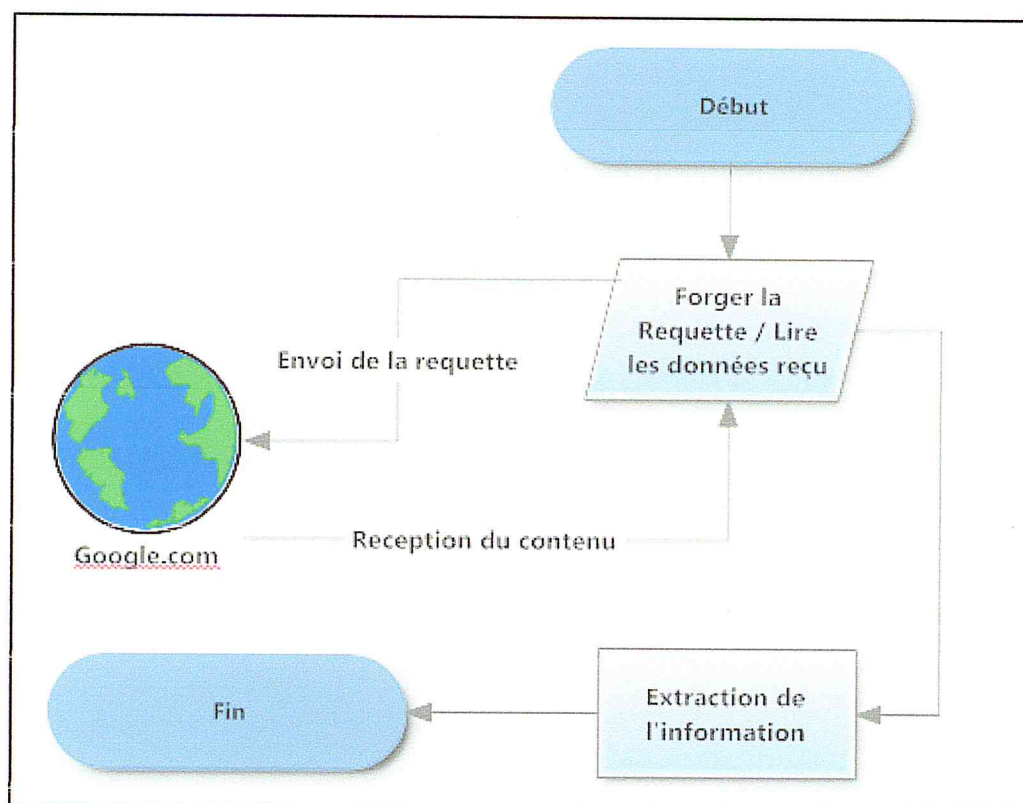 Début
Forger la
Requette / Lire
les données reçu
Envoi de la requette
Google.com
Reception du contenu
Extraction de
l'information
Fin